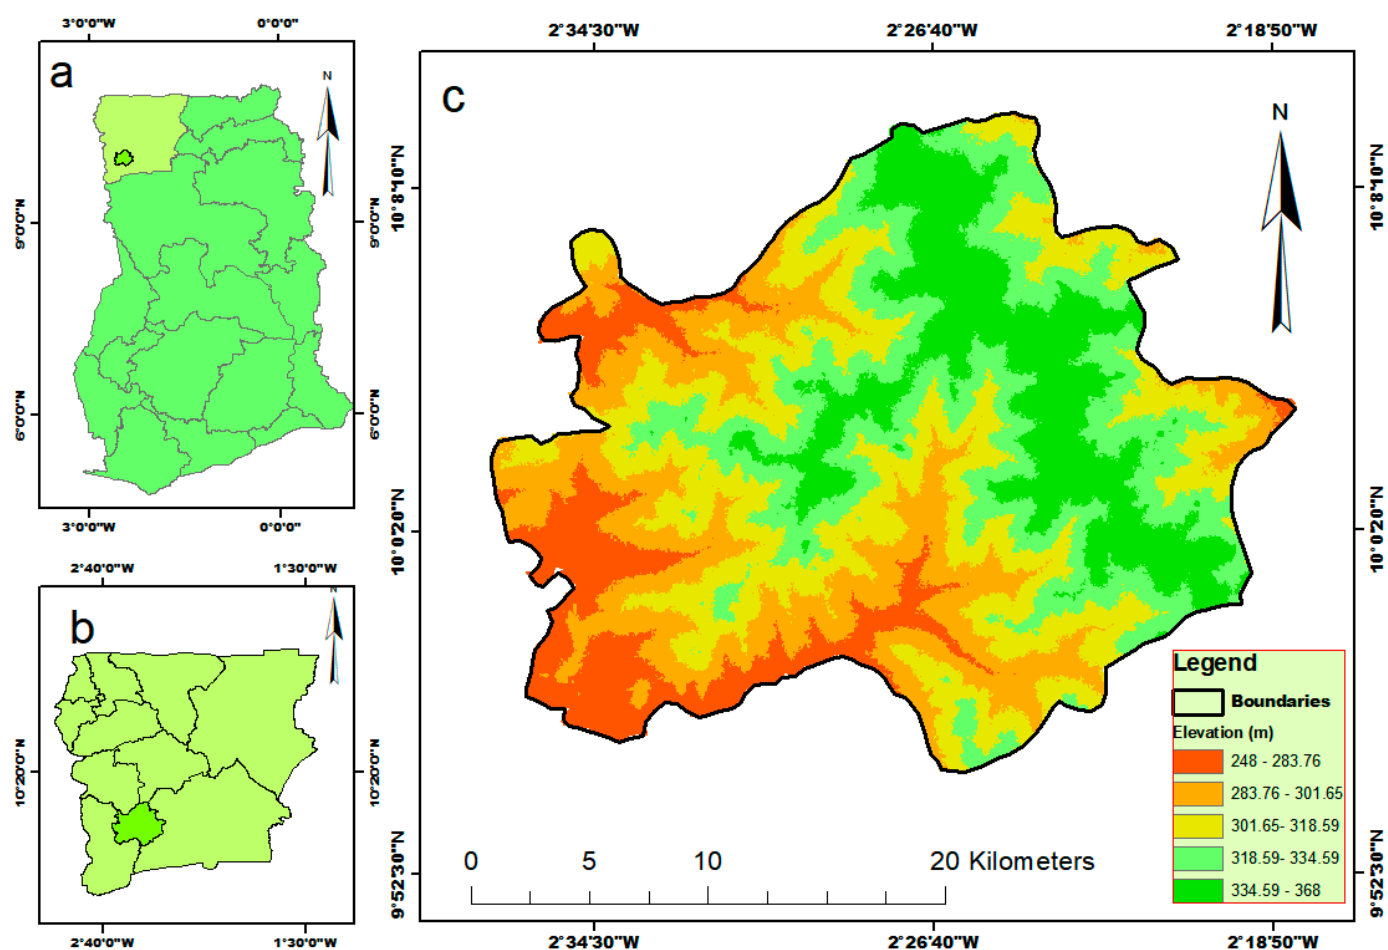 3°0'0"W 0°0'0"
a
N
9°0'0"N 9°0'0"N
6°0'0"N 6°0'0"N
3°0'0"W 0°0'0"
2°40'0"W 1°30'0"W
b
N
10°20'0"N 10°20'0"N
2°40'0"W 1°30'0"W
2°34'30"W 2°26'40"W 2°18'50"W
c
N
10°8'10"N 10°8'10"N
10°0'20"N 10°0'20"N
9°52'30"N 9°52'30"N
Legend
Boundaries
Elevation (m)
248 - 283.76
283.76 - 301.65
301.65- 318.59
318.59- 334.59
334.59 - 368
0 5 10 20 Kilometers
2°34'30"W 2°26'40"W 2°18'50"W